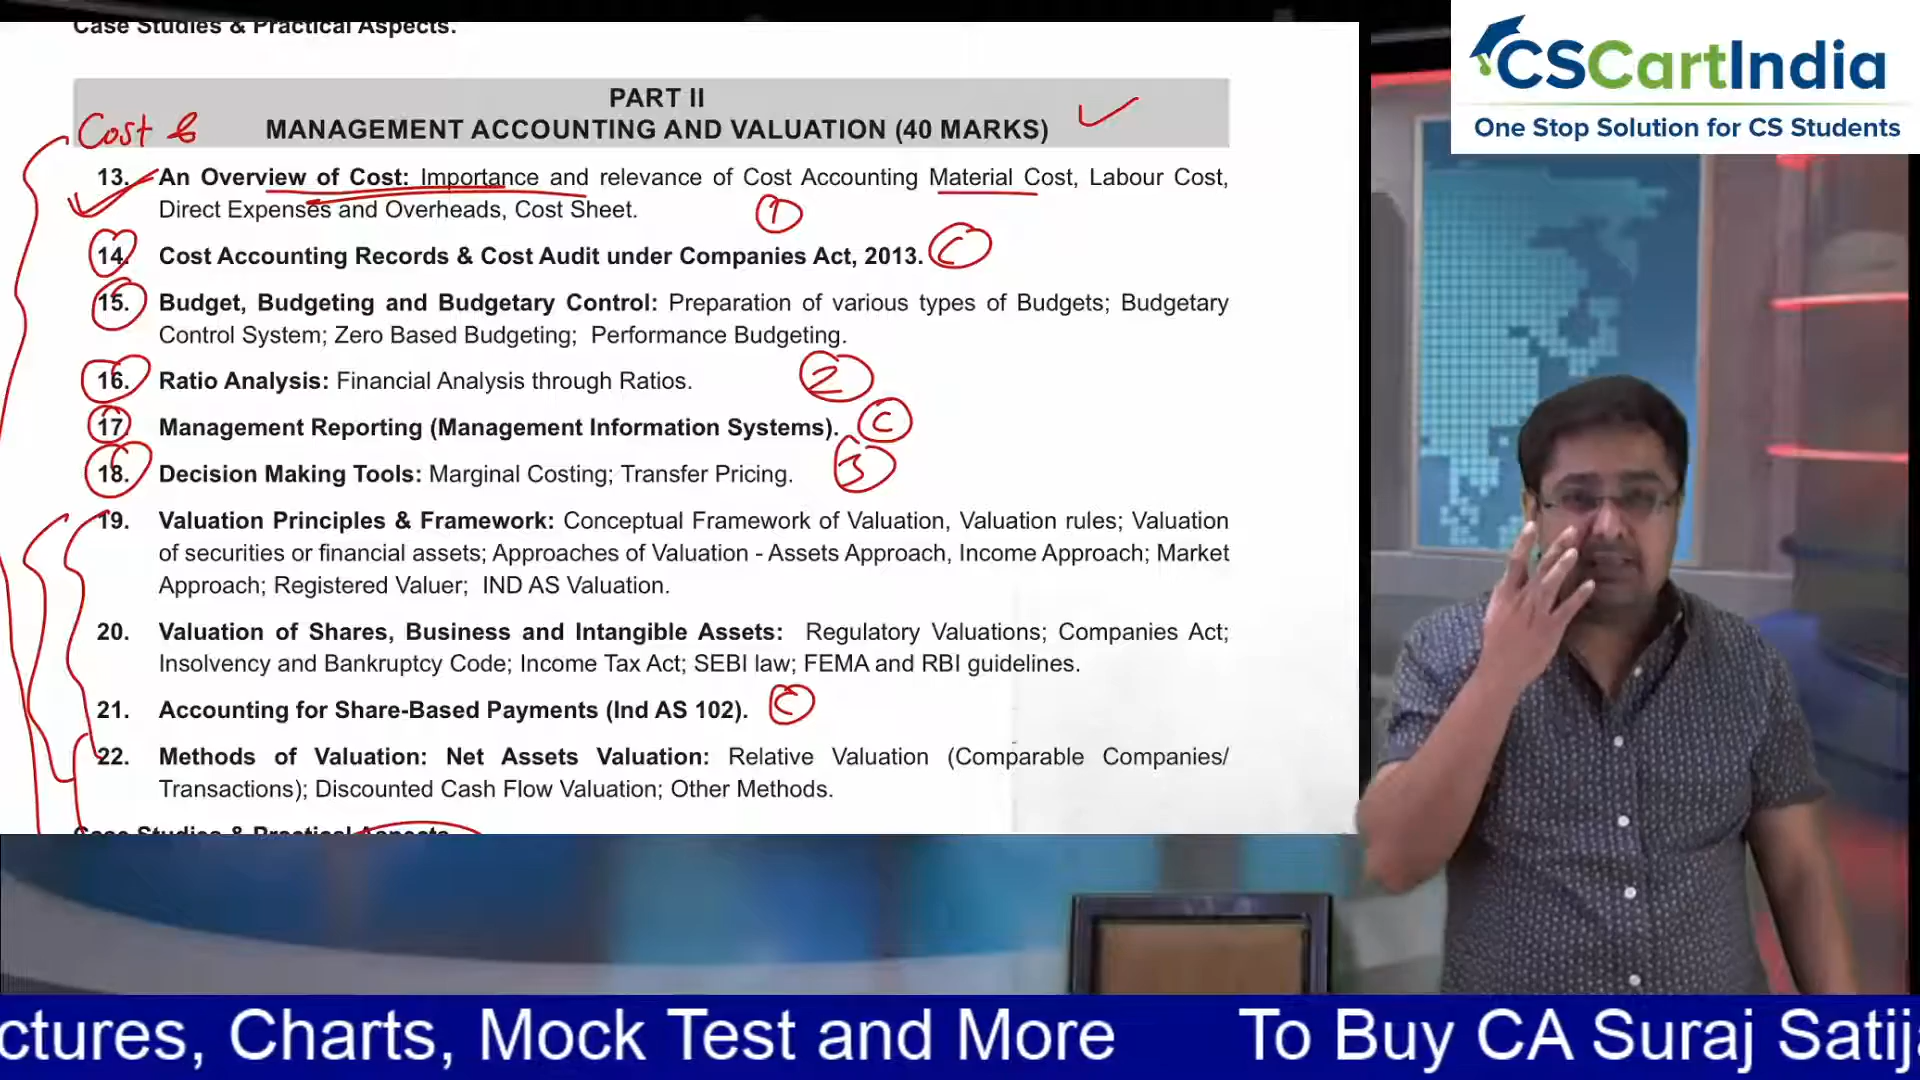 Case Studies & Practical Aspects.
PART II
Cost &
MANAGEMENT ACCOUNTING AND VALUATION (40 MARKS)
13. An Overview of Cost: Importance and relevance of Cost Accounting Material Cost, Labour Cost,
Direct Expenses and Overheads, Cost Sheet.
1
14. Cost Accounting Records & Cost Audit under Companies Act, 2013.
C
15. Budget, Budgeting and Budgetary Control: Preparation of various types of Budgets; Budgetary
Control System; Zero Based Budgeting; Performance Budgeting.
16. Ratio Analysis: Financial Analysis through Ratios.
2
17. Management Reporting (Management Information Systems).
C
18. Decision Making Tools: Marginal Costing; Transfer Pricing.
3
19. Valuation Principles & Framework: Conceptual Framework of Valuation, Valuation rules; Valuation
of securities or financial assets; Approaches of Valuation - Assets Approach, Income Approach; Market
Approach; Registered Valuer; IND AS Valuation.
20. Valuation of Shares, Business and Intangible Assets: Regulatory Valuations; Companies Act;
Insolvency and Bankruptcy Code; Income Tax Act; SEBI law; FEMA and RBI guidelines.
21. Accounting for Share-Based Payments (Ind AS 102).
C
22. Methods of Valuation: Net Assets Valuation: Relative Valuation (Comparable Companies/
Transactions); Discounted Cash Flow Valuation; Other Methods.
Case Studies & Practical Aspects
CSCartIndia
One Stop Solution for CS Students
ctures, Charts, Mock Test and More To Buy CA Suraj Satija